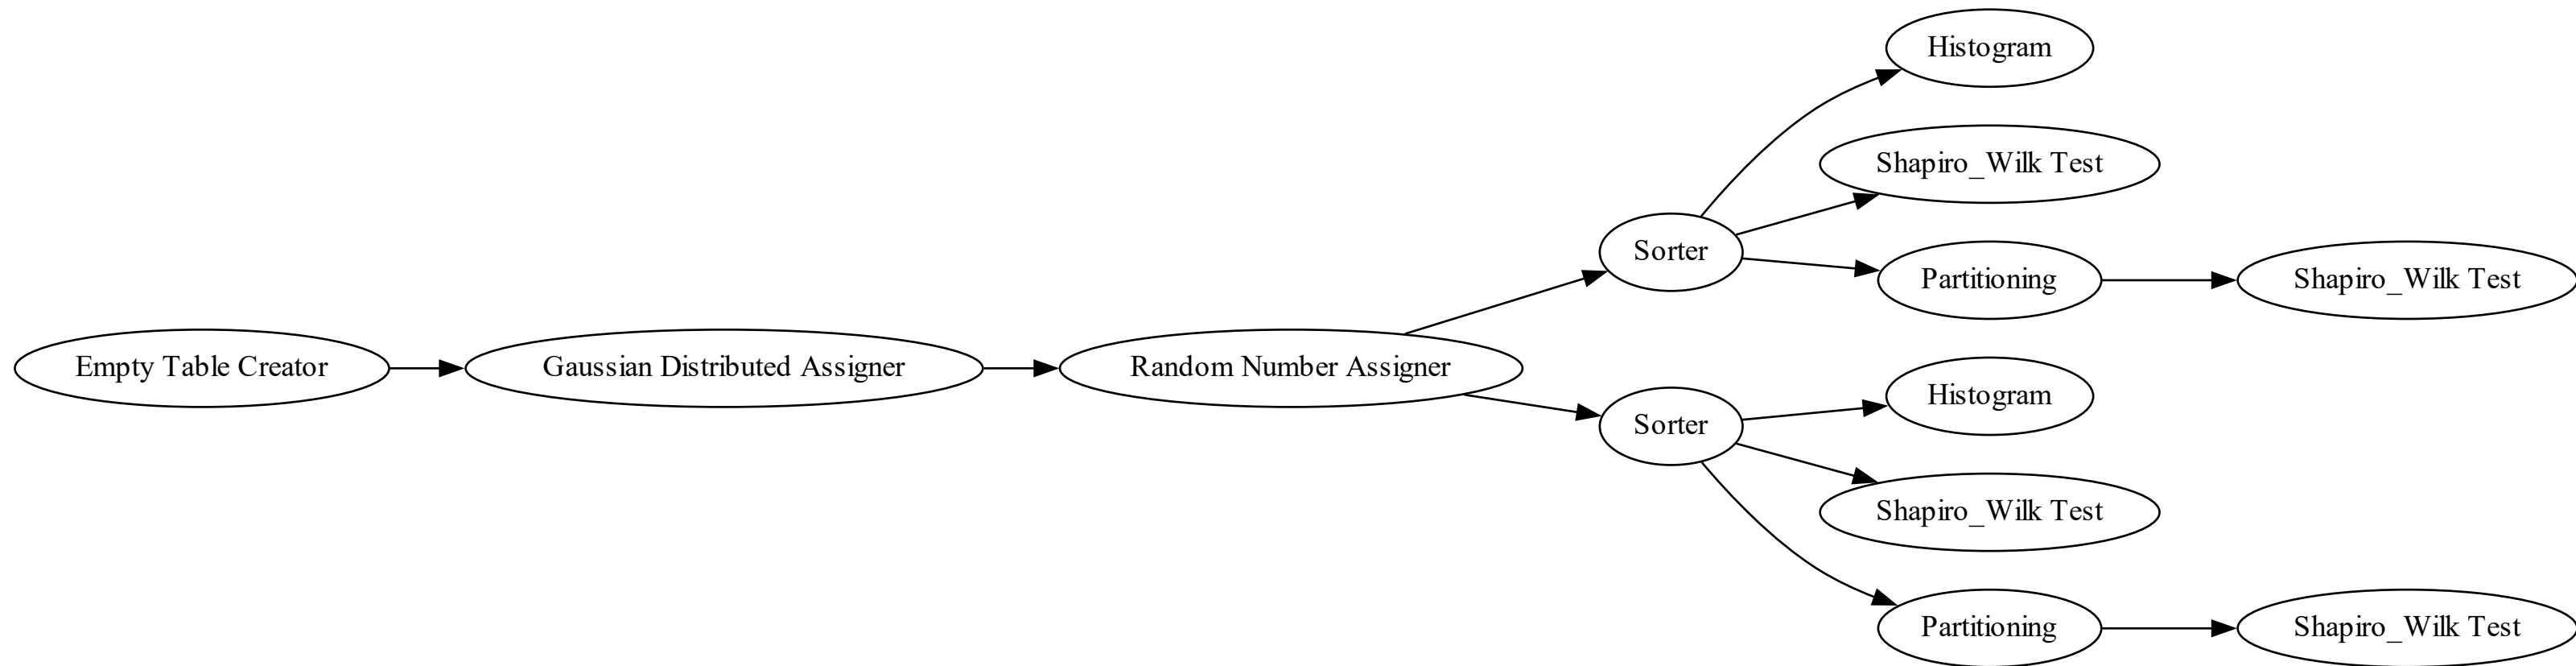 Histogram
Shapiro_Wilk Test
Sorter
Partitioning
Shapiro_Wilk Test
Empty Table Creator
Gaussian Distributed Assigner
Random Number Assigner
Histogram
Sorter
Shapiro_Wilk Test
Partitioning
Shapiro_Wilk Test